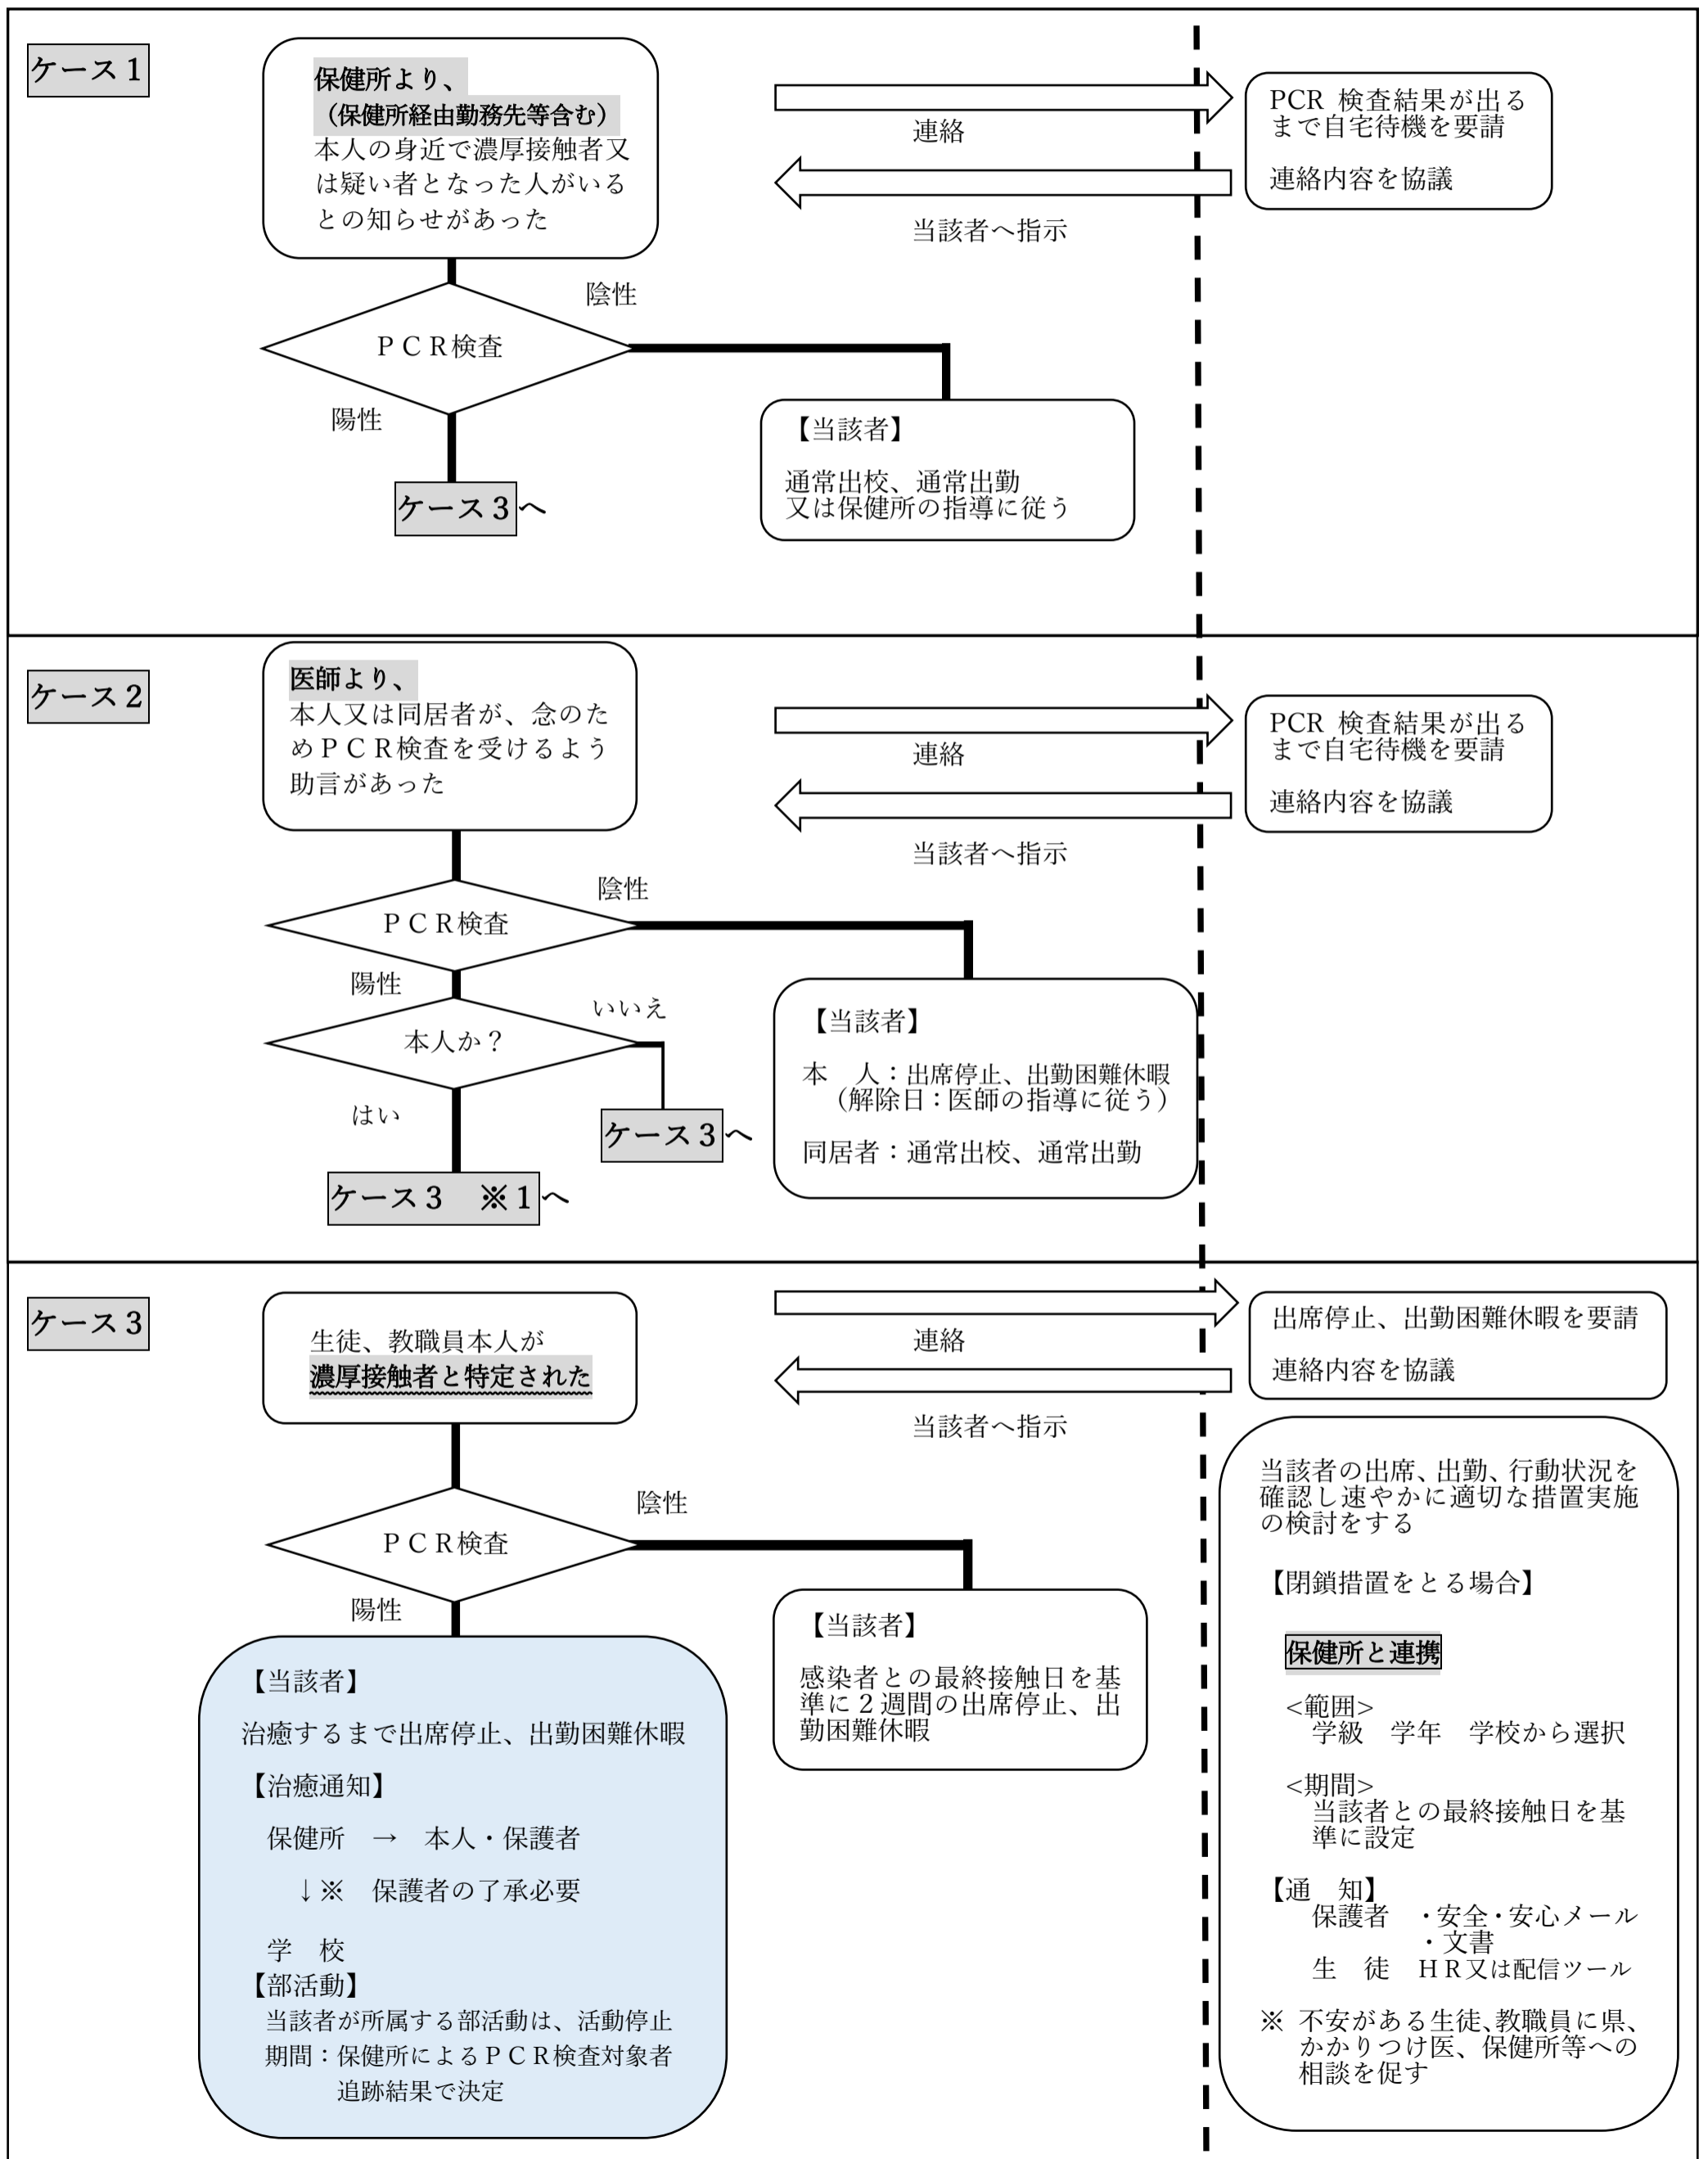 ケース１
保健所より、
（保健所経由勤務先等含む）
本人の身近で濃厚接触者又
は疑い者となった人がいる
との知らせがあった
連絡
当該者へ指示
PCR 検査結果が出る
まで自宅待機を要請
連絡内容を協議
ＰＣＲ検査
陰性
陽性
ケース３へ
【当該者】
通常出校、通常出勤
又は保健所の指導に従う
ケース２
医師より、
本人又は同居者が、念のた
めＰＣＲ検査を受けるよう
助言があった
連絡
当該者へ指示
PCR 検査結果が出る
まで自宅待機を要請
連絡内容を協議
ＰＣＲ検査
陰性
陽性
本人か？
いいえ
はい
ケース３へ
ケース３　※１へ
【当該者】
本　人：出席停止、出勤困難休暇
（解除日：医師の指導に従う）
同居者：通常出校、通常出勤
ケース３
生徒、教職員本人が
濃厚接触者と特定された
連絡
当該者へ指示
出席停止、出勤困難休暇を要請
連絡内容を協議
ＰＣＲ検査
陰性
陽性
【当該者】
感染者との最終接触日を基
準に２週間の出席停止、出
勤困難休暇
【当該者】
治癒するまで出席停止、出勤困難休暇
【治癒通知】
保健所　→　本人・保護者
↓※　保護者の了承必要
学　校
【部活動】
当該者が所属する部活動は、活動停止
期間：保健所によるＰＣＲ検査対象者
追跡結果で決定
当該者の出席、出勤、行動状況を
確認し速やかに適切な措置実施
の検討をする
【閉鎖措置をとる場合】
保健所と連携
<範囲>
学級　学年　学校から選択
<期間>
当該者との最終接触日を基
準に設定
【通　知】
保護者　・安全・安心メール
・文書
生　徒　ＨＲ又は配信ツール
※ 不安がある生徒、教職員に県、
かかりつけ医、保健所等への
相談を促す